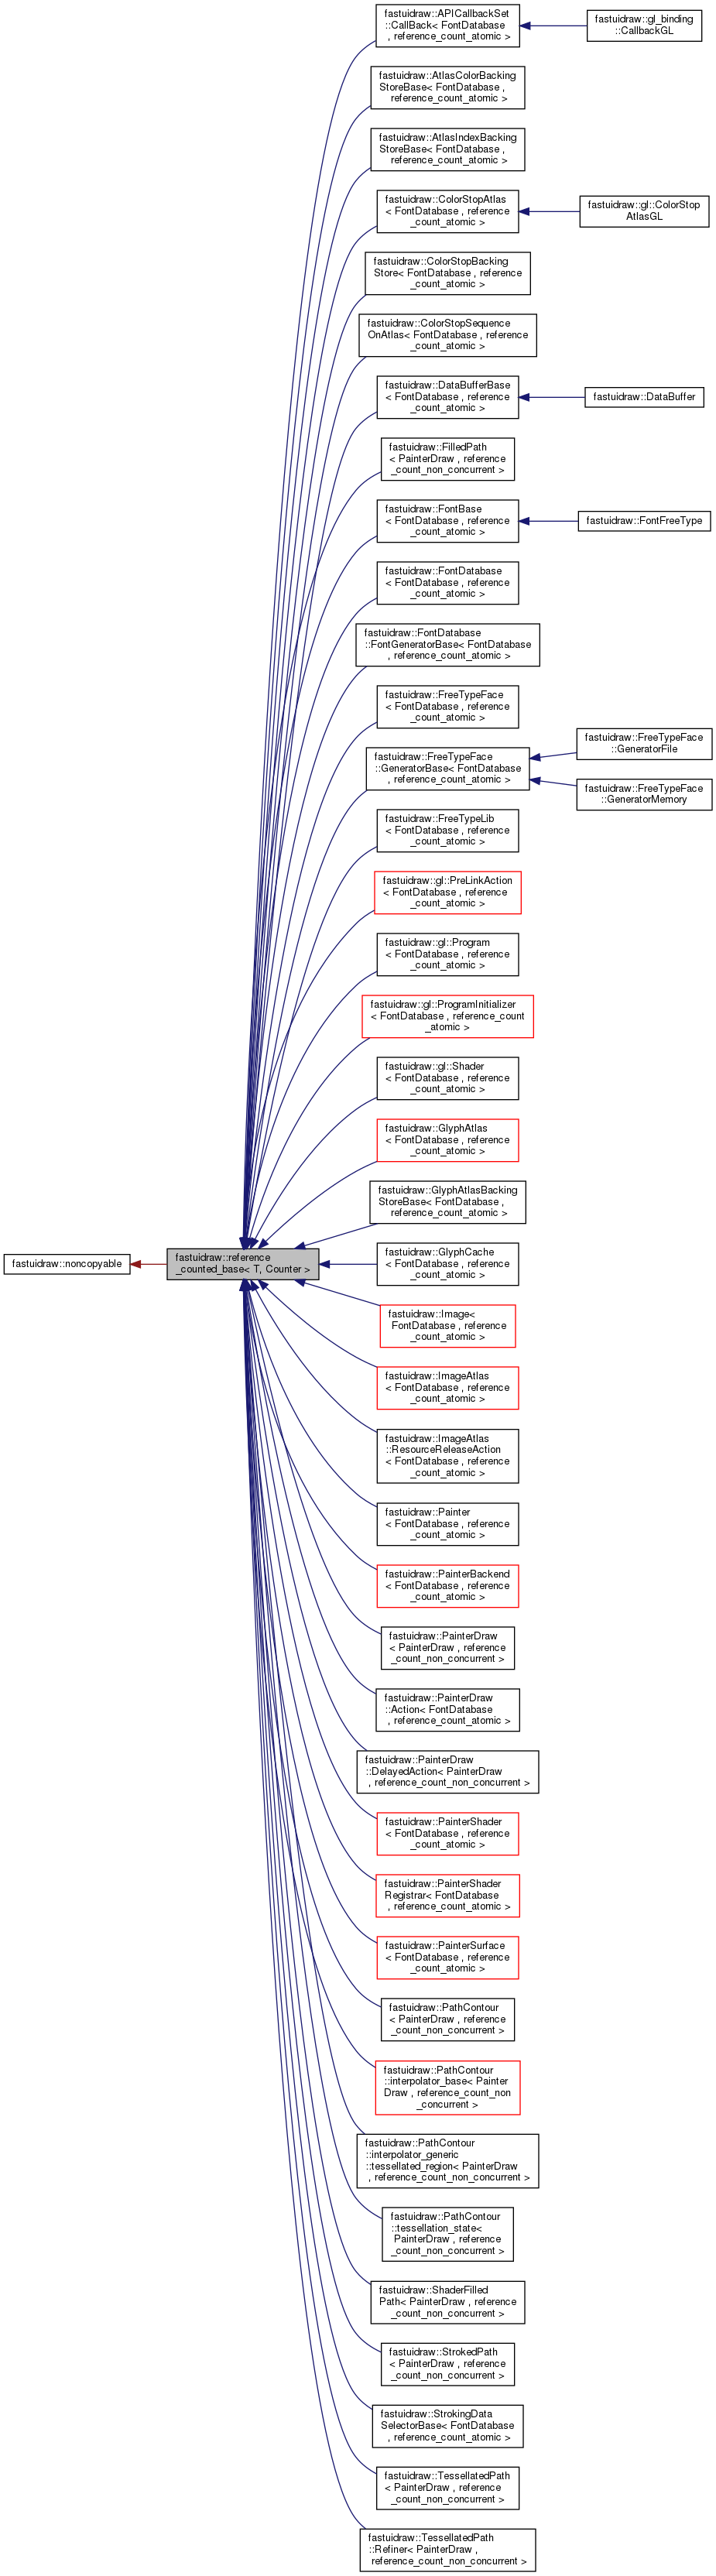 fastuidraw::APICallbackSet
::CallBack< FontDatabase
, reference_count_atomic >
fastuidraw::gl_binding
::CallbackGL
fastuidraw::AtlasColorBacking
StoreBase< FontDatabase ,
reference_count_atomic >
fastuidraw::AtlasIndexBacking
StoreBase< FontDatabase ,
reference_count_atomic >
fastuidraw::ColorStopAtlas
< FontDatabase , reference
_count_atomic >
fastuidraw::gl::ColorStop
AtlasGL
fastuidraw::ColorStopBacking
Store< FontDatabase , reference
_count_atomic >
fastuidraw::ColorStopSequence
OnAtlas< FontDatabase , reference
_count_atomic >
fastuidraw::DataBufferBase
< FontDatabase , reference
_count_atomic >
fastuidraw::DataBuffer
fastuidraw::FilledPath
< PainterDraw , reference
_count_non_concurrent >
fastuidraw::FontBase
< FontDatabase , reference
_count_atomic >
fastuidraw::FontFreeType
fastuidraw::FontDatabase
< FontDatabase , reference
_count_atomic >
fastuidraw::FontDatabase
::FontGeneratorBase< FontDatabase
, reference_count_atomic >
fastuidraw::FreeTypeFace
< FontDatabase , reference
_count_atomic >
fastuidraw::FreeTypeFace
::GeneratorBase< FontDatabase
, reference_count_atomic >
fastuidraw::FreeTypeFace
::GeneratorFile
fastuidraw::FreeTypeFace
::GeneratorMemory
fastuidraw::FreeTypeLib
< FontDatabase , reference
_count_atomic >
fastuidraw::gl::PreLinkAction
< FontDatabase , reference
_count_atomic >
fastuidraw::gl::Program
< FontDatabase , reference
_count_atomic >
fastuidraw::gl::ProgramInitializer
< FontDatabase , reference_count
_atomic >
fastuidraw::gl::Shader
< FontDatabase , reference
_count_atomic >
fastuidraw::GlyphAtlas
< FontDatabase , reference
_count_atomic >
fastuidraw::GlyphAtlasBacking
StoreBase< FontDatabase ,
reference_count_atomic >
fastuidraw::noncopyable
fastuidraw::reference
_counted_base< T, Counter >
fastuidraw::GlyphCache
< FontDatabase , reference
_count_atomic >
fastuidraw::Image<
FontDatabase , reference
_count_atomic >
fastuidraw::ImageAtlas
< FontDatabase , reference
_count_atomic >
fastuidraw::ImageAtlas
::ResourceReleaseAction
< FontDatabase , reference
_count_atomic >
fastuidraw::Painter
< FontDatabase , reference
_count_atomic >
fastuidraw::PainterBackend
< FontDatabase , reference
_count_atomic >
fastuidraw::PainterDraw
< PainterDraw , reference
_count_non_concurrent >
fastuidraw::PainterDraw
::Action< FontDatabase
, reference_count_atomic >
fastuidraw::PainterDraw
::DelayedAction< PainterDraw
, reference_count_non_concurrent >
fastuidraw::PainterShader
< FontDatabase , reference
_count_atomic >
fastuidraw::PainterShader
Registrar< FontDatabase
, reference_count_atomic >
fastuidraw::PainterSurface
< FontDatabase , reference
_count_atomic >
fastuidraw::PathContour
< PainterDraw , reference
_count_non_concurrent >
fastuidraw::PathContour
::interpolator_base< Painter
Draw , reference_count_non
_concurrent >
fastuidraw::PathContour
::interpolator_generic
::tessellated_region< PainterDraw
, reference_count_non_concurrent >
fastuidraw::PathContour
::tessellation_state<
PainterDraw , reference
_count_non_concurrent >
fastuidraw::ShaderFilled
Path< PainterDraw , reference
_count_non_concurrent >
fastuidraw::StrokedPath
< PainterDraw , reference
_count_non_concurrent >
fastuidraw::StrokingData
SelectorBase< FontDatabase
, reference_count_atomic >
fastuidraw::TessellatedPath
< PainterDraw , reference
_count_non_concurrent >
fastuidraw::TessellatedPath
::Refiner< PainterDraw ,
reference_count_non_concurrent >